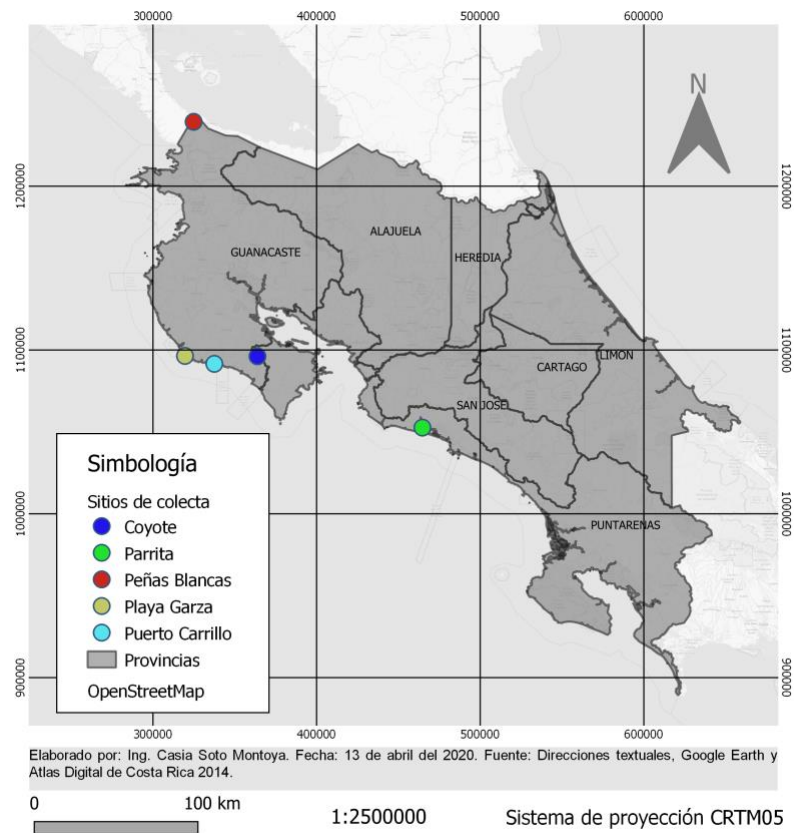 300000 400000 500000 600000
N
1200000 1200000
ALAJUELA
GUANACASTE
HEREDIA
1100000 1100000
LIMON
CARTAGO
SAN JOSE
Simbología
Sitios de colecta
Coyote
Parrita
Peñas Blancas
Playa Garza
Puerto Carrillo
Provincias
OpenStreetMap
1000000 1000000
PUNTARENAS
900000 900000
300000 400000 500000 600000
Elaborado por: Ing. Casia Soto Montoya. Fecha: 13 de abril del 2020. Fuente: Direcciones textuales, Google Earth y
Atlas Digital de Costa Rica 2014.
0 100 km
1:2500000 Sistema de proyección CRTM05